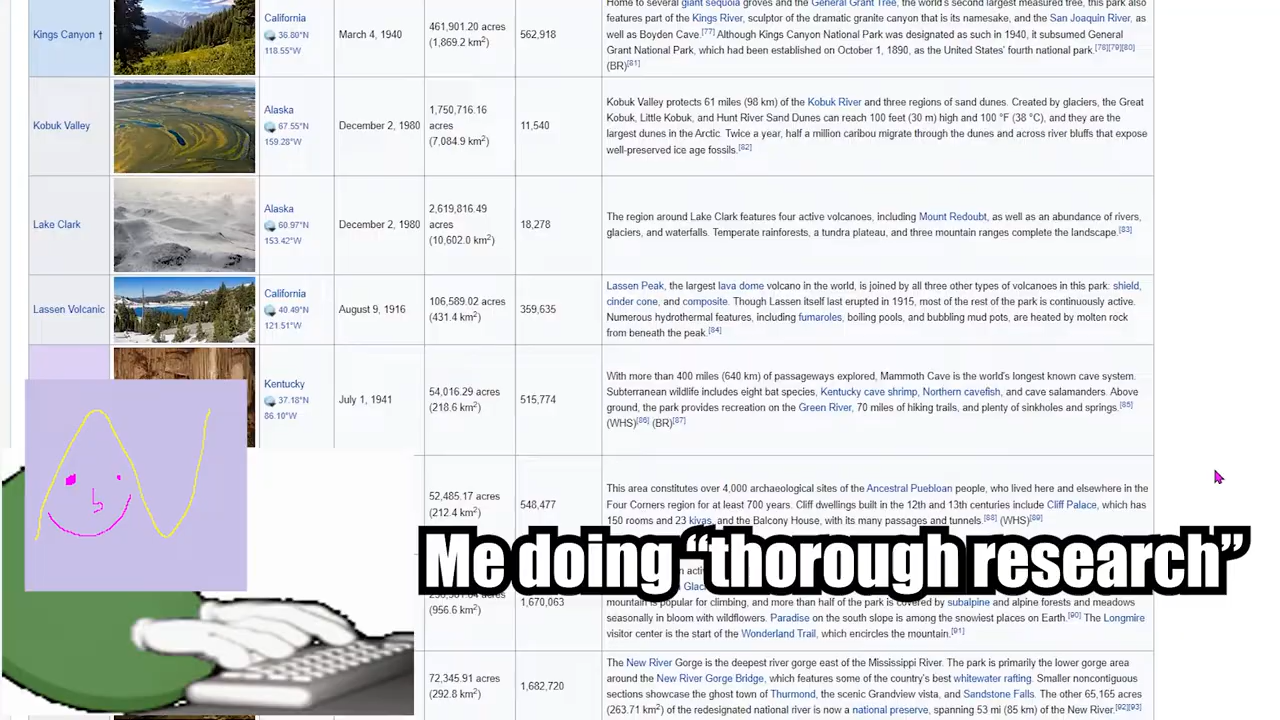 Home to several giant sequoia groves and the General Grant Tree, the world's second largest measured tree, this park also
California
features part of the Kings River, sculptor of the dramatic granite canyon that is its namesake, and the San Joaquin River, as
461,901.20 acres
Kings Canyon †
36.80°N
March 4, 1940
562,918
well as Boyden Cave.[77] Although Kings Canyon National Park was designated as such in 1940, it subsumed General
(1,869.2 km²)
118.55°W
Grant National Park, which had been established on October 1, 1890, as the United States' fourth national park.[78][79][80]
(BR)[81]
Kobuk Valley
Alaska
67.55°N
159.28°W
December 2, 1980
1,750,716.16
acres
(7,084.9 km²)
11,540
Kobuk Valley protects 61 miles (98 km) of the Kobuk River and three regions of sand dunes. Created by glaciers, the Great
Kobuk, Little Kobuk, and Hunt River Sand Dunes can reach 100 feet (30 m) high and 100 °F (38 °C), and they are the
largest dunes in the Arctic. Twice a year, half a million caribou migrate through the dunes and across river bluffs that expose
well-preserved ice age fossils.[82]
Lake Clark
Alaska
60.97°N
153.42°W
December 2, 1980
2,619,816.49
acres
(10,602.0 km²)
18,278
The region around Lake Clark features four active volcanoes, including Mount Redoubt, as well as an abundance of rivers,
glaciers, and waterfalls. Temperate rainforests, a tundra plateau, and three mountain ranges complete the landscape.[83]
Lassen Volcanic
California
40.49°N
121.51°W
August 9, 1916
106,589.02 acres
(431.4 km²)
359,635
Lassen Peak, the largest lava dome volcano in the world, is joined by all three other types of volcanoes in this park: shield,
cinder cone, and composite. Though Lassen itself last erupted in 1915, most of the rest of the park is continuously active.
Numerous hydrothermal features, including fumaroles, boiling pools, and bubbling mud pots, are heated by molten rock
from beneath the peak.[84]
Kentucky
37.18°N
86.10°W
July 1, 1941
54,016.29 acres
(218.6 km²)
515,774
With more than 400 miles (640 km) of passageways explored, Mammoth Cave is the world's longest known cave system.
Subterranean wildlife includes eight bat species, Kentucky cave shrimp, Northern cavefish, and cave salamanders. Above
ground, the park provides recreation on the Green River, 70 miles of hiking trails, and plenty of sinkholes and springs.[85]
(WHS)[86] (BR)[87]
52,485.17 acres
(212.4 km²)
548,477
This area constitutes over 4,000 archaeological sites of the Ancestral Puebloan people, who lived here and elsewhere in the
Four Corners region for at least 700 years. Cliff dwellings built in the 12th and 13th centuries include Cliff Palace, which has
150 rooms and 23 kivas, and the Balcony House, with its many passages and tunnels.[88] (WHS)[89]
Me doing “thorough research”
(956.6 km²)
1,670,063
mountain is popular for climbing, and more than half of the park is covered by subalpine and alpine forests and meadows
seasonally in bloom with wildflowers. Paradise on the south slope is among the snowiest places on Earth.[90] The Longmire
visitor center is the start of the Wonderland Trail, which encircles the mountain.[91]
72,345.91 acres
(292.8 km²)
1,682,720
The New River Gorge is the deepest river gorge east of the Mississippi River. The park is primarily the lower gorge area
around the New River Gorge Bridge, which features some of the country's best whitewater rafting. Smaller noncontiguous
sections showcase the ghost town of Thurmond, the scenic Grandview vista, and Sandstone Falls. The other 65,165 acres
(263.71 km²) of the redesignated national river is now a national preserve, spanning 53 mi (85 km) of the New River.[92][93]